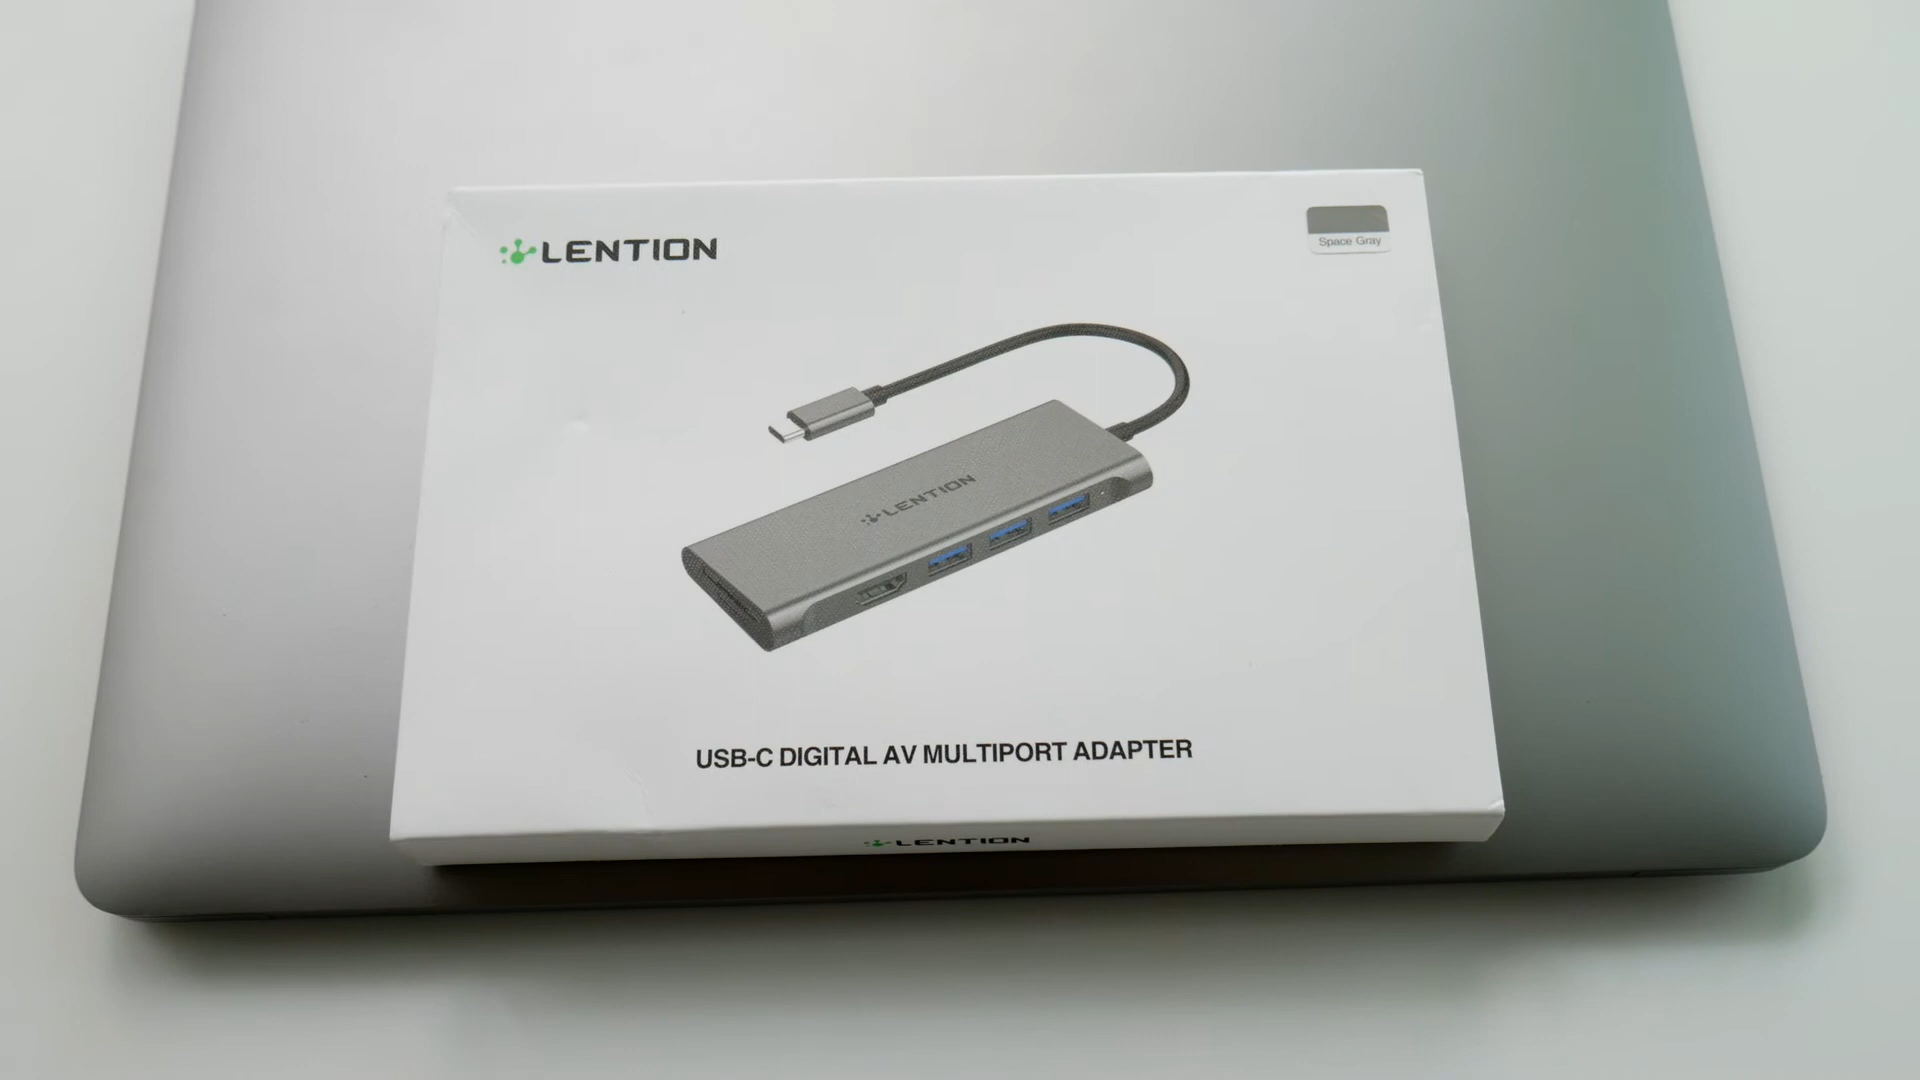 LENTION
Space Gray
LENTION
USB-C DIGITAL AV MULTIPORT ADAPTER
LENTION